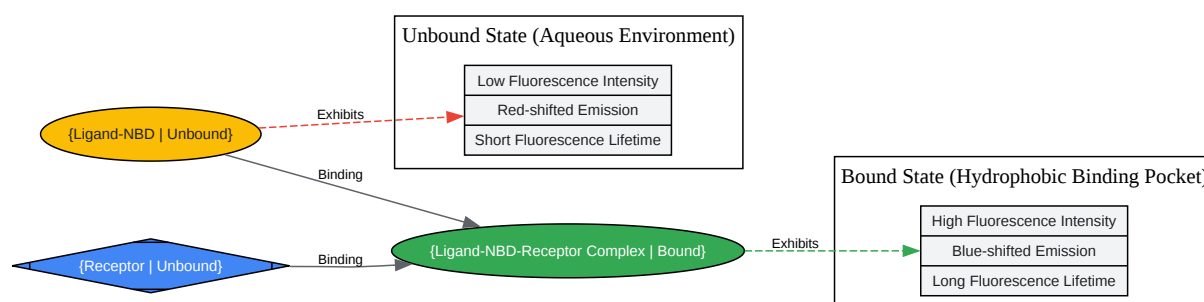 Unbound State (Aqueous Environment)
Low Fluorescence Intensity
Red-shifted Emission
Short Fluorescence Lifetime
Exhibits
{Ligand-NBD | Unbound}
Binding
Bound State (Hydrophobic Binding Pocket)
High Fluorescence Intensity
Blue-shifted Emission
Long Fluorescence Lifetime
Exhibits
{Ligand-NBD-Receptor Complex | Bound}
Binding
{Receptor | Unbound}